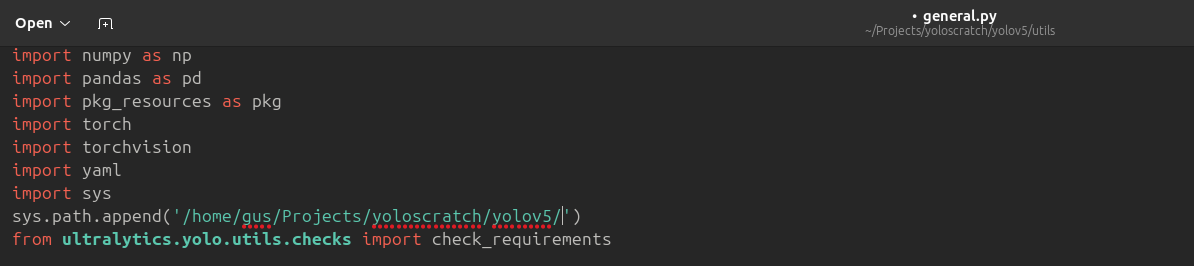 Open
• general.py
~/Projects/yoloscratch/yolov5/utils
import numpy as np
import pandas as pd
import pkg_resources as pkg
import torch
import torchvision
import yaml
import sys
sys.path.append('/home/gus/Projects/yoloscratch/yolov5/')
from ultralytics.yolo.utils.checks import check_requirements